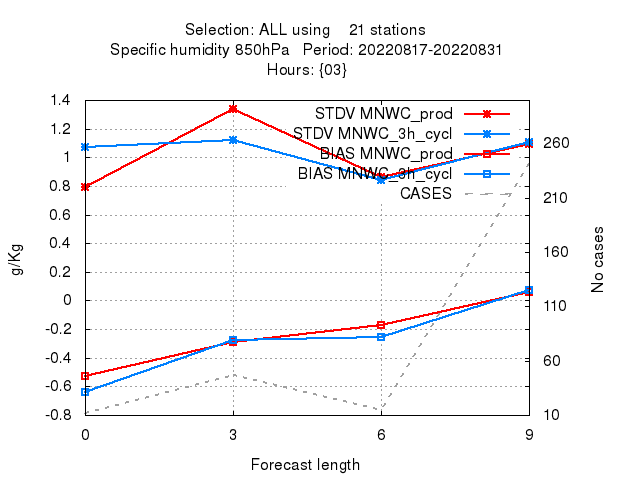 Selection: ALL using 21 stations
Specific humidity 850hPa Period: 20220817-20220831
Hours: {03}
STDV MNWC_prod
STDV MNWC_3h_cycl
BIAS MNWC_prod
BIAS MNWC_3h_cycl
CASES
1.4
1.2
1
0.8
0.6
0.4
0.2
0
-0.2
-0.4
-0.6
-0.8
g/Kg
260
210
160
110
60
10
No cases
0 3 6 9
Forecast length